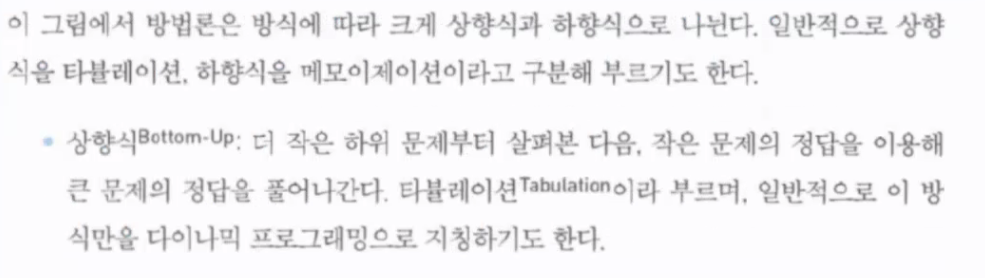 이 그림에서 방법론은 방식에 따라 크게 상향식과 하향식으로 나뉜다. 일반적으로 상향
식을 타뷸레이션, 하향식을 메모이제이션이라고 구분해 부르기도 한다.
• 상향식Bottom-Up: 더 작은 하위 문제부터 살펴본 다음, 작은 문제의 정답을 이용해
큰 문제의 정답을 풀어나간다. 타뷸레이션Tabulation이라 부르며, 일반적으로 이 방
식만을 다이나믹 프로그래밍으로 지칭하기도 한다.